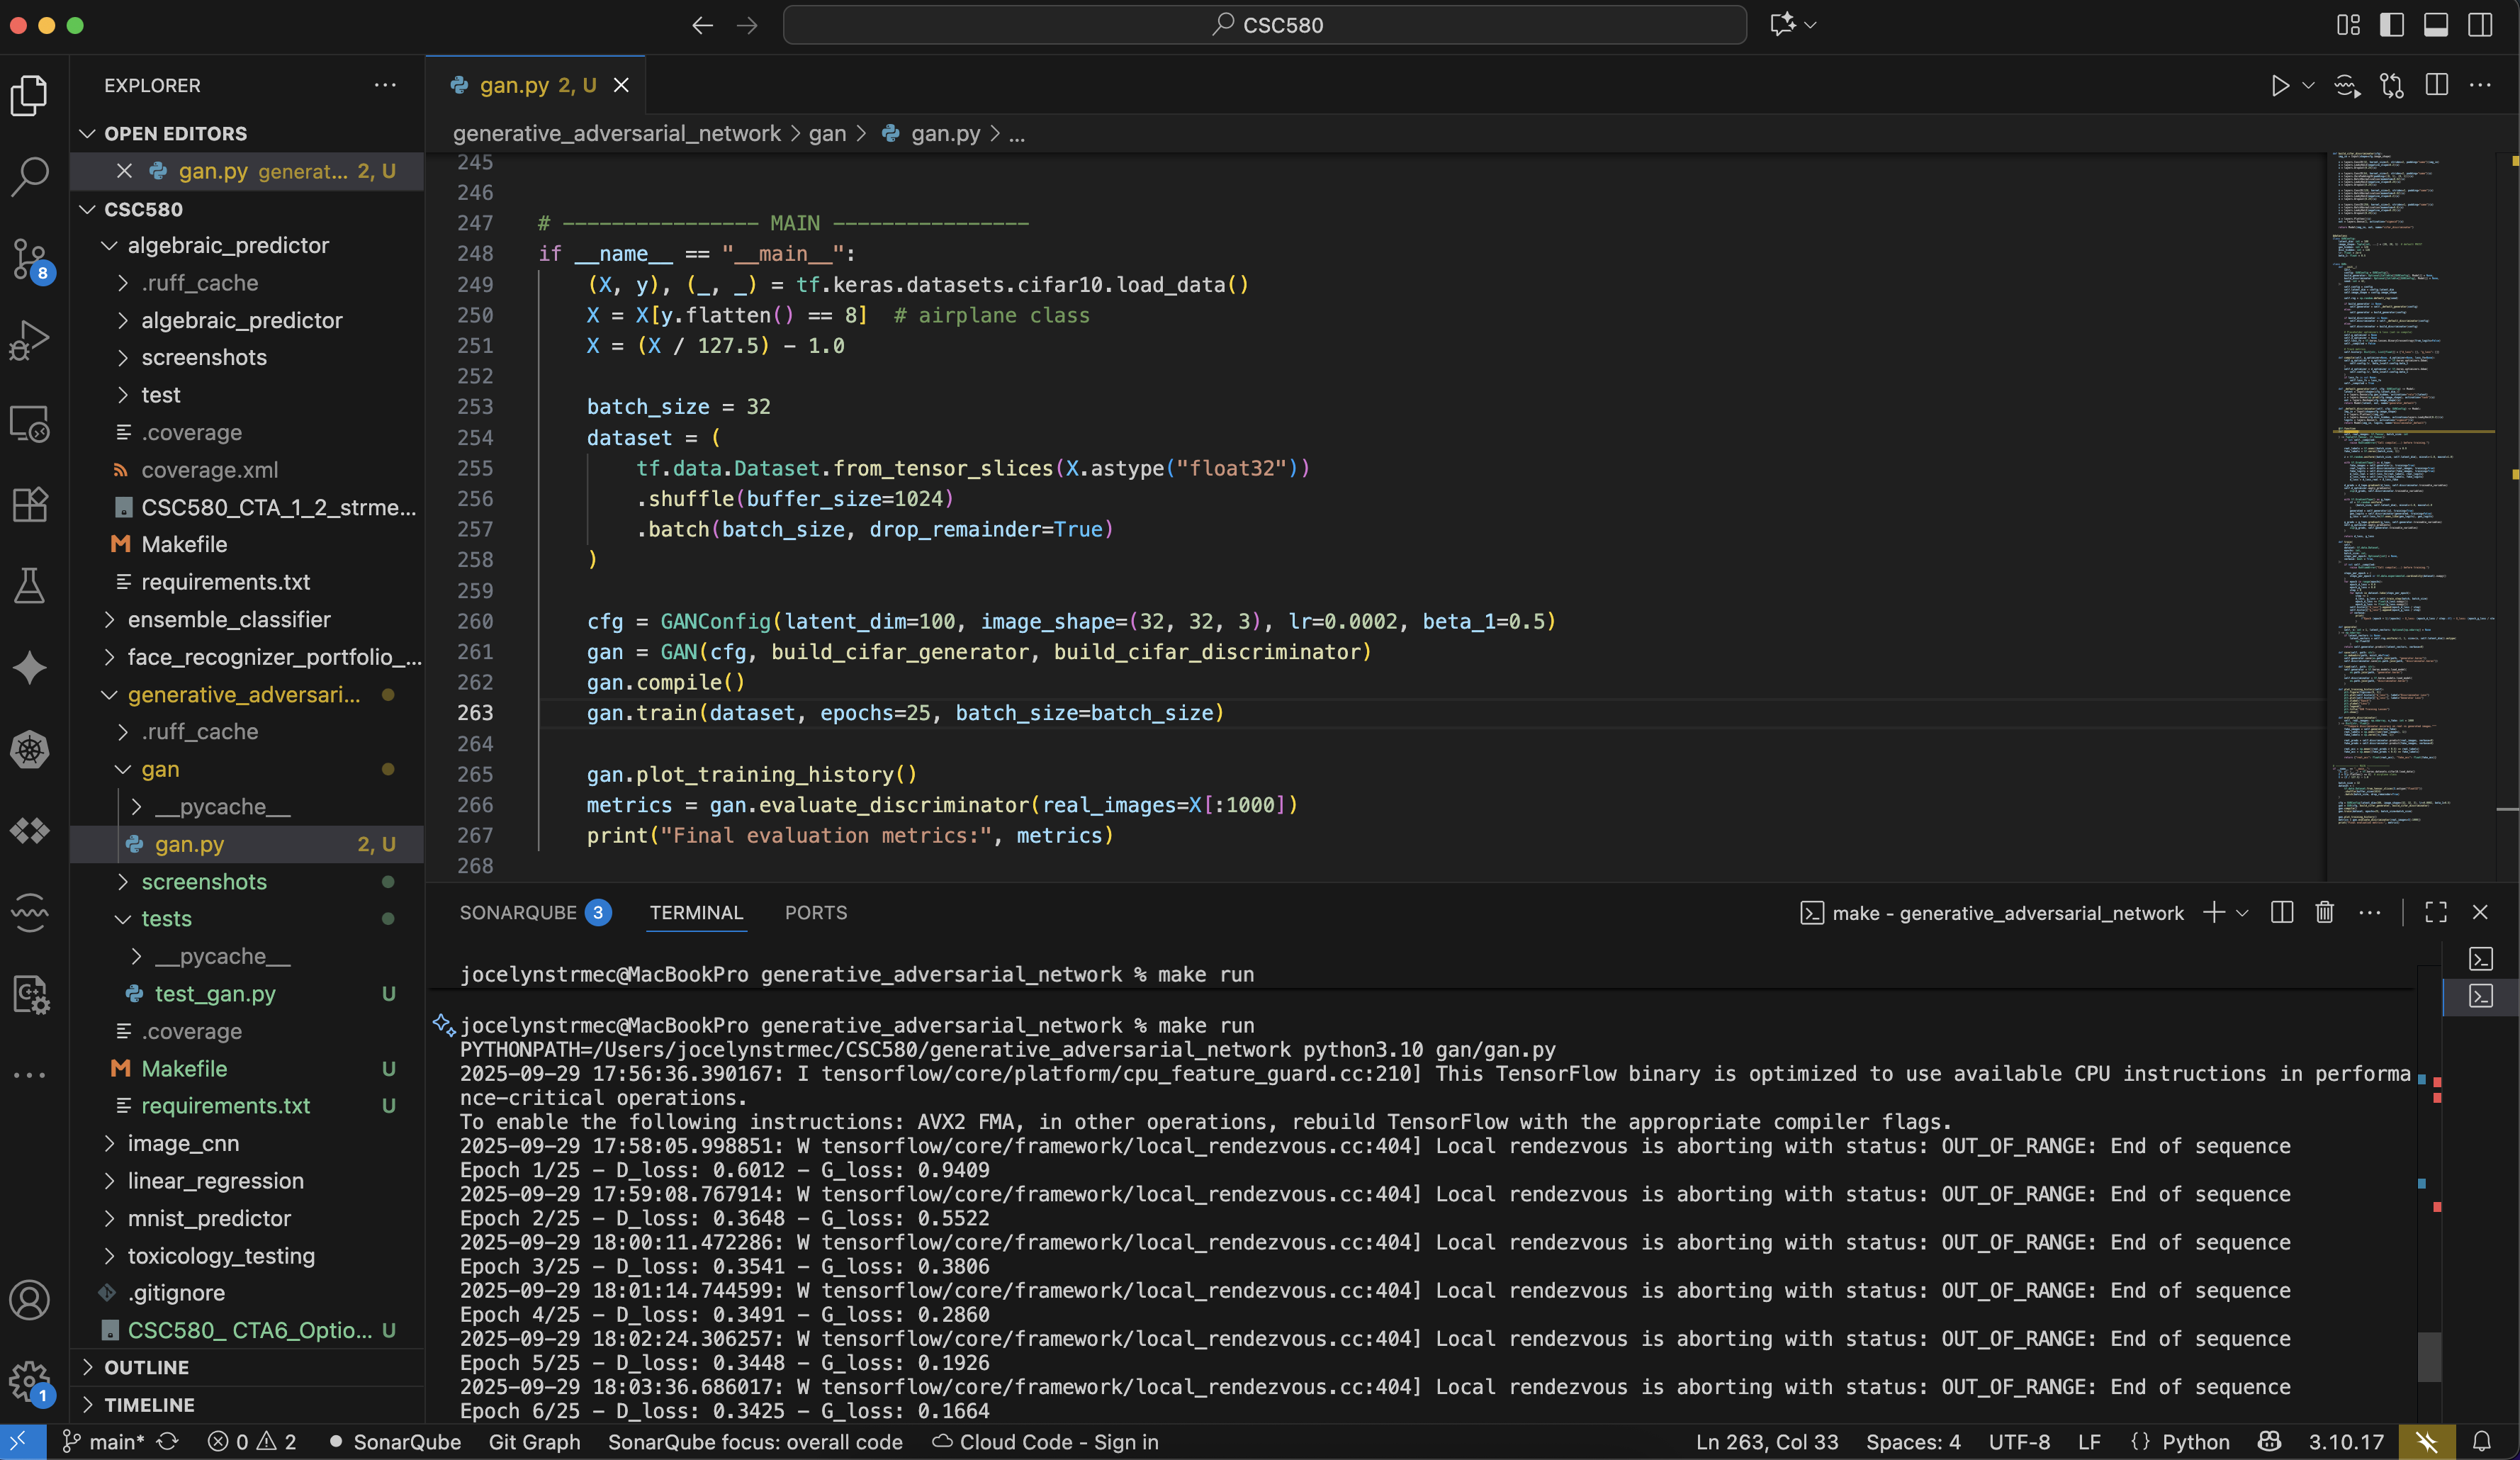 CSC580
EXPLORER
OPEN EDITORS
gan.py generat... 2, U
CSC580
algebraic_predictor
.ruff_cache
algebraic_predictor
screenshots
test
.coverage
coverage.xml
CSC580_CTA_1_2_strme...
Makefile
requirements.txt
ensemble_classifier
face_recognizer_portfolio_...
generative_adversari...
.ruff_cache
gan
__pycache__
gan.py 2, U
screenshots
tests
__pycache__
test_gan.py U
.coverage
Makefile U
requirements.txt U
image_cnn
linear_regression
mnist_predictor
toxicology_testing
.gitignore
CSC580_ CTA6_Optio... U
OUTLINE
TIMELINE
8
1
gan.py 2, U
generative_adversarial_network > gan > gan.py > ...
245
246
247 # ---------------- MAIN ----------------
248 if __name__ == "__main__":
249 (X, y), (_, _) = tf.keras.datasets.cifar10.load_data()
250 X = X[y.flatten() == 8] # airplane class
251 X = (X / 127.5) - 1.0
252
253 batch_size = 32
254 dataset = (
255 tf.data.Dataset.from_tensor_slices(X.astype("float32"))
256 .shuffle(buffer_size=1024)
257 .batch(batch_size, drop_remainder=True)
258 )
259
260 cfg = GANConfig(latent_dim=100, image_shape=(32, 32, 3), lr=0.0002, beta_1=0.5)
261 gan = GAN(cfg, build_cifar_generator, build_cifar_discriminator)
262 gan.compile()
263 gan.train(dataset, epochs=25, batch_size=batch_size)
264
265 gan.plot_training_history()
266 metrics = gan.evaluate_discriminator(real_images=X[:1000])
267 print("Final evaluation metrics:", metrics)
268
SONARQUBE 3 TERMINAL PORTS
make - generative_adversarial_network
jocelynstrmec@MacBookPro generative_adversarial_network % make run
jocelynstrmec@MacBookPro generative_adversarial_network % make run
PYTHONPATH=/Users/jocelynstrmec/CSC580/generative_adversarial_network python3.10 gan/gan.py
2025-09-29 17:56:36.390167: I tensorflow/core/platform/cpu_feature_guard.cc:210] This TensorFlow binary is optimized to use available CPU instructions in performa
nce-critical operations.
To enable the following instructions: AVX2 FMA, in other operations, rebuild TensorFlow with the appropriate compiler flags.
2025-09-29 17:58:05.998851: W tensorflow/core/framework/local_rendezvous.cc:404] Local rendezvous is aborting with status: OUT_OF_RANGE: End of sequence
Epoch 1/25 - D_loss: 0.6012 - G_loss: 0.9409
2025-09-29 17:59:08.767914: W tensorflow/core/framework/local_rendezvous.cc:404] Local rendezvous is aborting with status: OUT_OF_RANGE: End of sequence
Epoch 2/25 - D_loss: 0.3648 - G_loss: 0.5522
2025-09-29 18:00:11.472286: W tensorflow/core/framework/local_rendezvous.cc:404] Local rendezvous is aborting with status: OUT_OF_RANGE: End of sequence
Epoch 3/25 - D_loss: 0.3541 - G_loss: 0.3806
2025-09-29 18:01:14.744599: W tensorflow/core/framework/local_rendezvous.cc:404] Local rendezvous is aborting with status: OUT_OF_RANGE: End of sequence
Epoch 4/25 - D_loss: 0.3491 - G_loss: 0.2860
2025-09-29 18:02:24.306257: W tensorflow/core/framework/local_rendezvous.cc:404] Local rendezvous is aborting with status: OUT_OF_RANGE: End of sequence
Epoch 5/25 - D_loss: 0.3448 - G_loss: 0.1926
2025-09-29 18:03:36.686017: W tensorflow/core/framework/local_rendezvous.cc:404] Local rendezvous is aborting with status: OUT_OF_RANGE: End of sequence
Epoch 6/25 - D_loss: 0.3425 - G_loss: 0.1664
main* 0 2 SonarQube Git Graph SonarQube focus: overall code Cloud Code - Sign in Ln 263, Col 33 Spaces: 4 UTF-8 LF {} Python 3.10.17